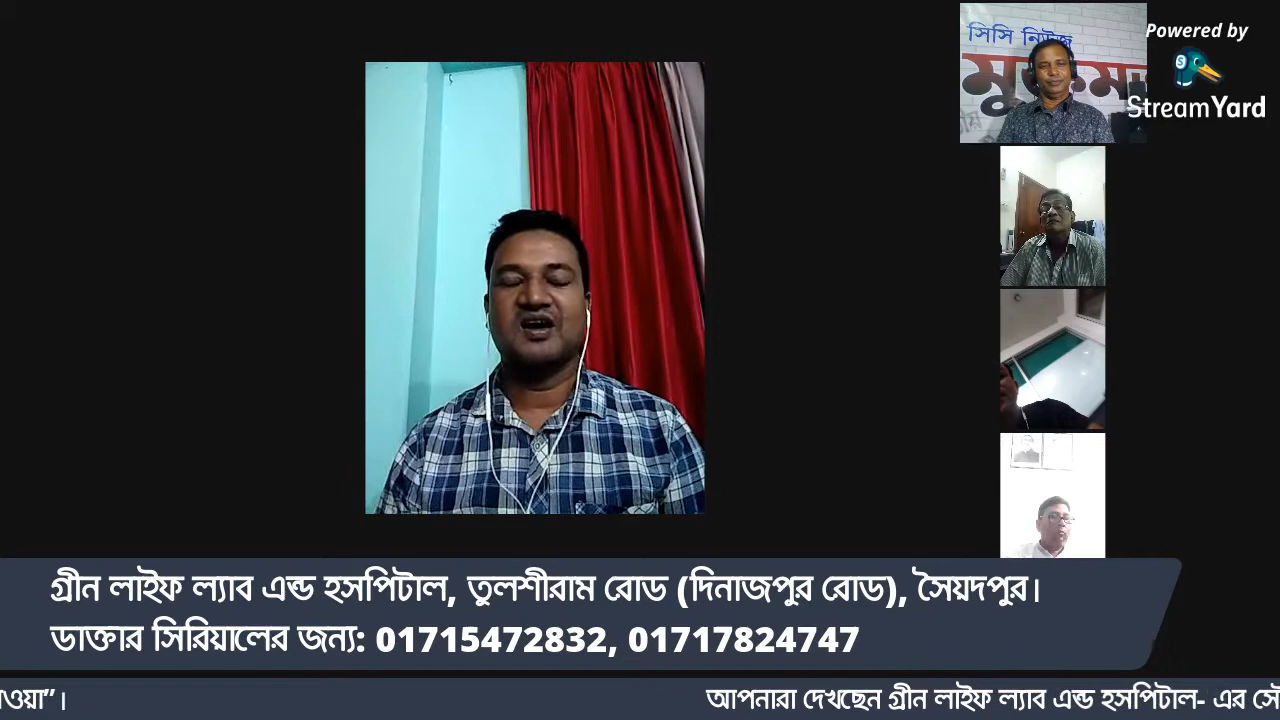 সিসি নিউজ
Powered by
StreamYard
গ্রীন লাইফ ল্যাব এন্ড হসপিটাল, তুলশীরাম রোড (দিনাজপুর রোড), সৈয়দপুর।
ডাক্তার সিরিয়ালের জন্য: 01715472832, 01717824747
আপনারা দেখছেন গ্রীন লাইফ ল্যাব এন্ড হসপিটাল- এর